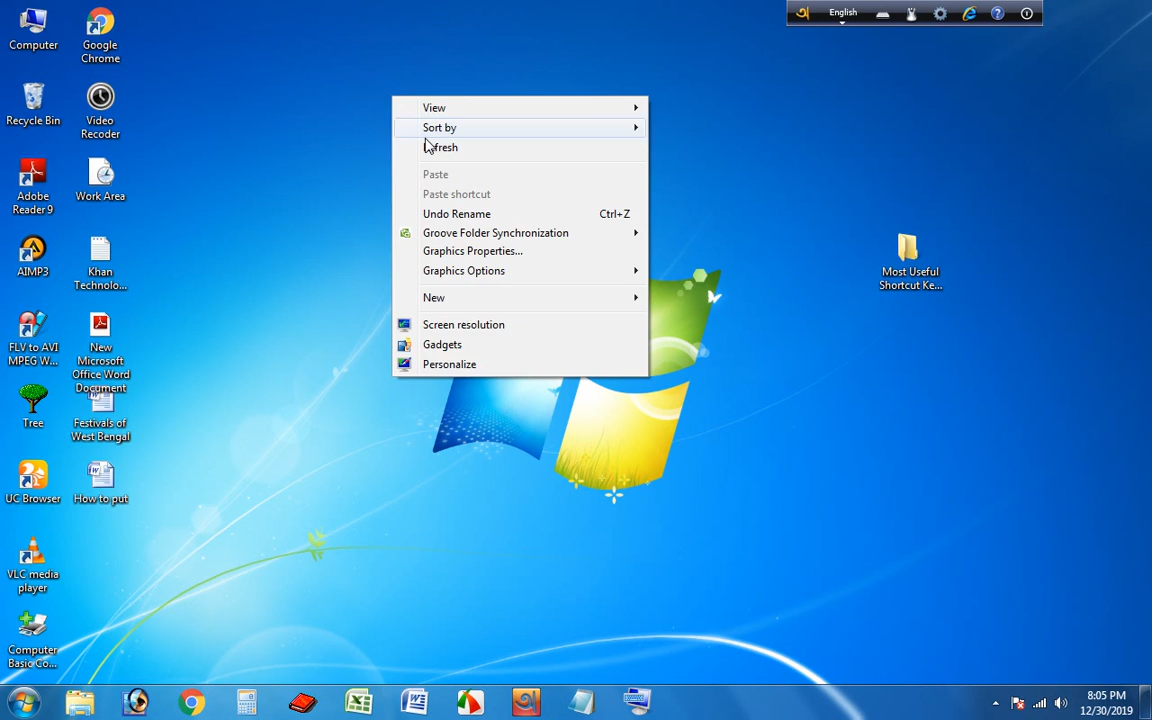 Computer
Google
Chrome
Recycle Bin
Video
Recoder
Adobe
Reader 9
Work Area
AIMP3
Khan
Technolo...
FLV to AVI
MPEG W...
New
Microsoft
Office Word
Document
Tree
Festivals of
West Bengal
UC Browser
How to put
VLC media
player
Computer
Basic Co...
English
View
Sort by
Paste
Paste shortcut
Undo Rename Ctrl+Z
Groove Folder Synchronization
Graphics Properties...
Graphics Options
New
Screen resolution
Gadgets
Personalize
Most Useful
Shortcut Ke...
8:05 PM
12/30/2019